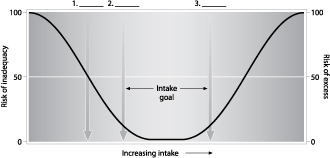 1. ______ 2. ______ 3. ______
100 100
Risk of inadequacy
Risk of excess
50 50
Intake
goal
0 0
Increasing intake